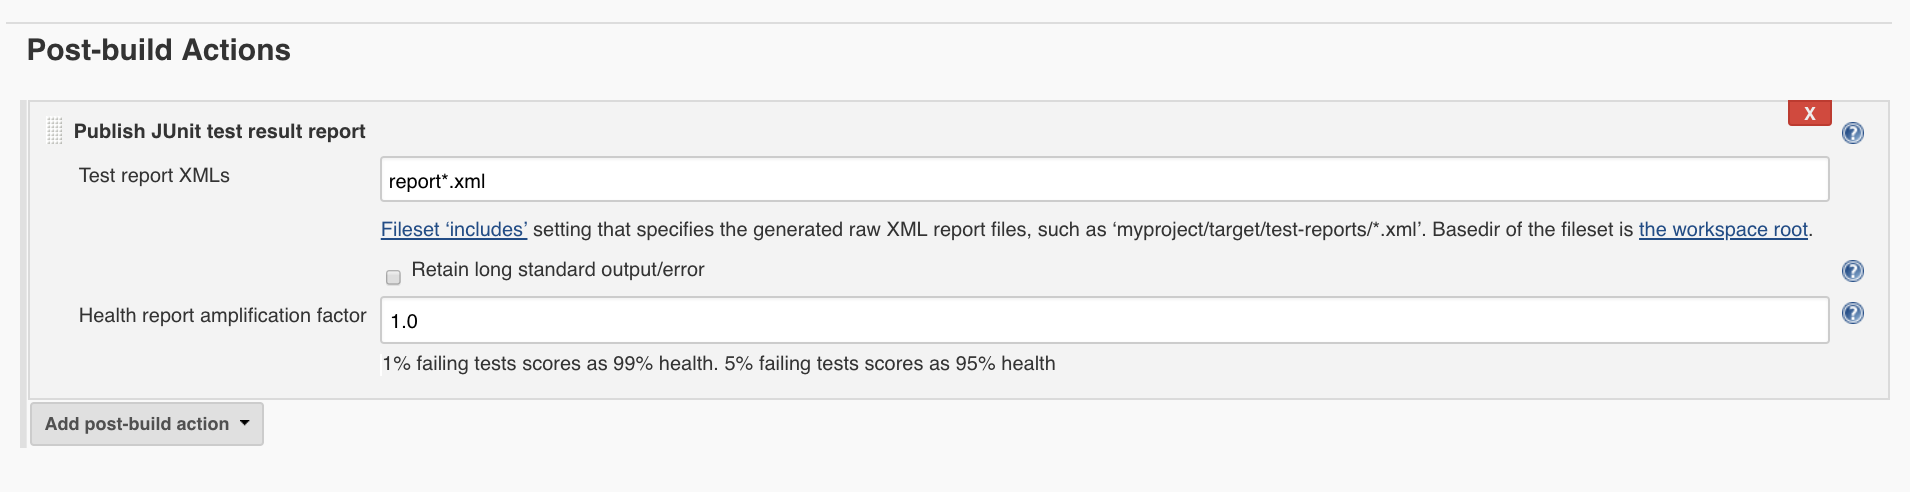 Post-build Actions
Publish JUnit test result report
X
Test report XMLs
report*.xml
Fileset ‘includes’ setting that specifies the generated raw XML report files, such as ‘myproject/target/test-reports/*.xml’. Basedir of the fileset is the workspace root.
Retain long standard output/error
Health report amplification factor
1.0
1% failing tests scores as 99% health. 5% failing tests scores as 95% health
Add post-build action